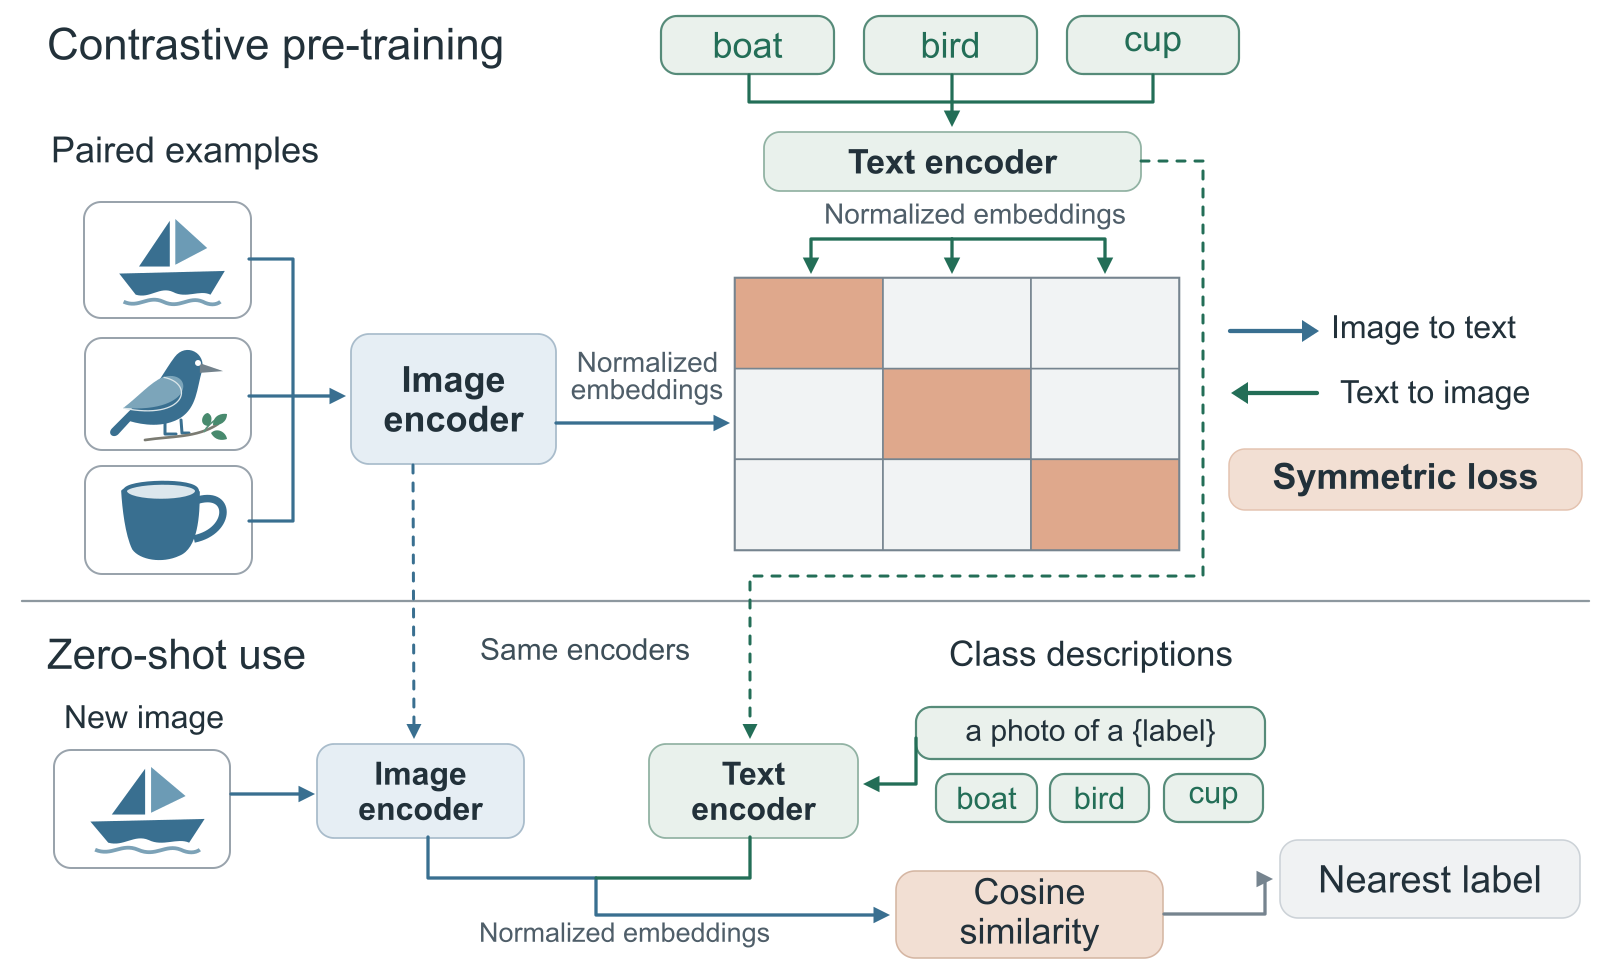 Contrastive pre-training
boat
bird
cup
Paired examples
Text encoder
Normalized embeddings
Image
encoder
Normalized
embeddings
Image to text
Text to image
Symmetric loss
Zero-shot use
Same encoders
Class descriptions
New image
a photo of a {label}
Image
encoder
Text
encoder
boat
bird
cup
Cosine
similarity
Nearest label
Normalized embeddings